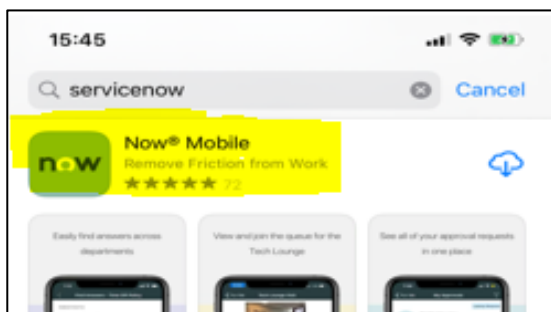 15:45
servicenow
Cancel
now
Now® Mobile
Remove Friction from Work
72
Easily find answers across
departments
View and join the queue for the
Tech Lounge
See all of your approval requests
in one place